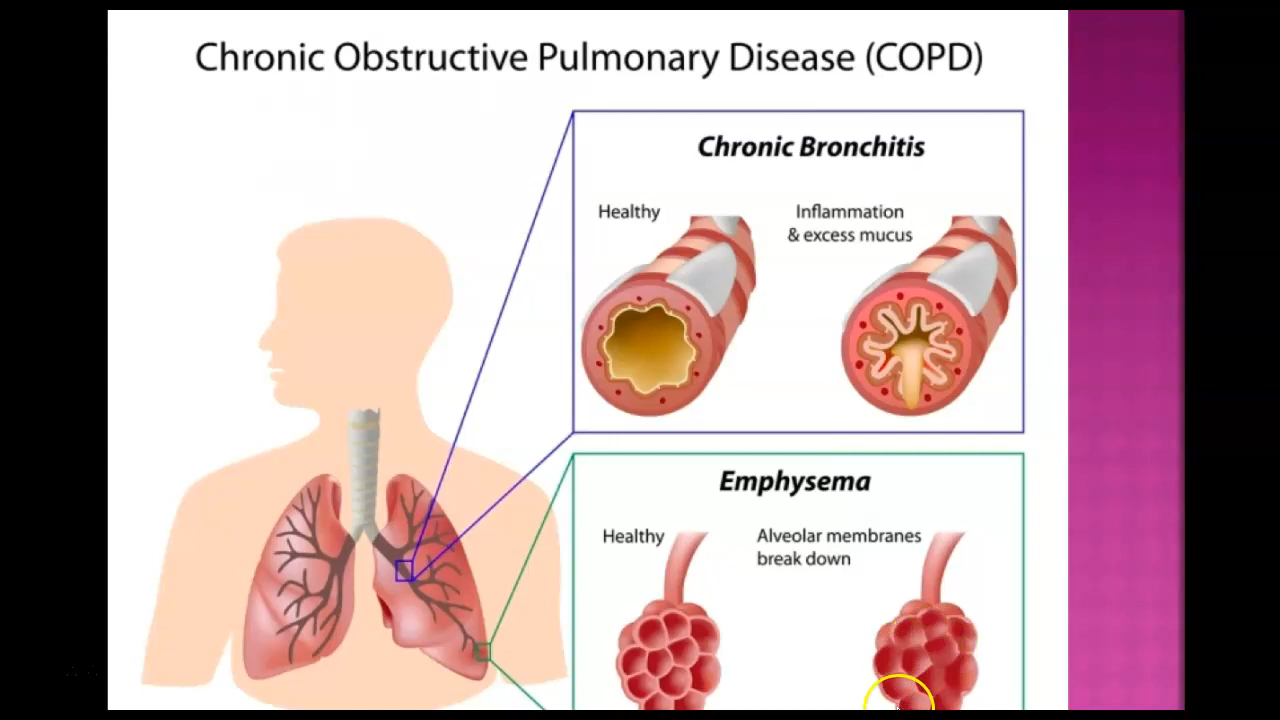 Chronic Obstructive Pulmonary Disease (COPD)
Chronic Bronchitis
Healthy
Inflammation
& excess mucus
Emphysema
Healthy
Alveolar membranes
break down